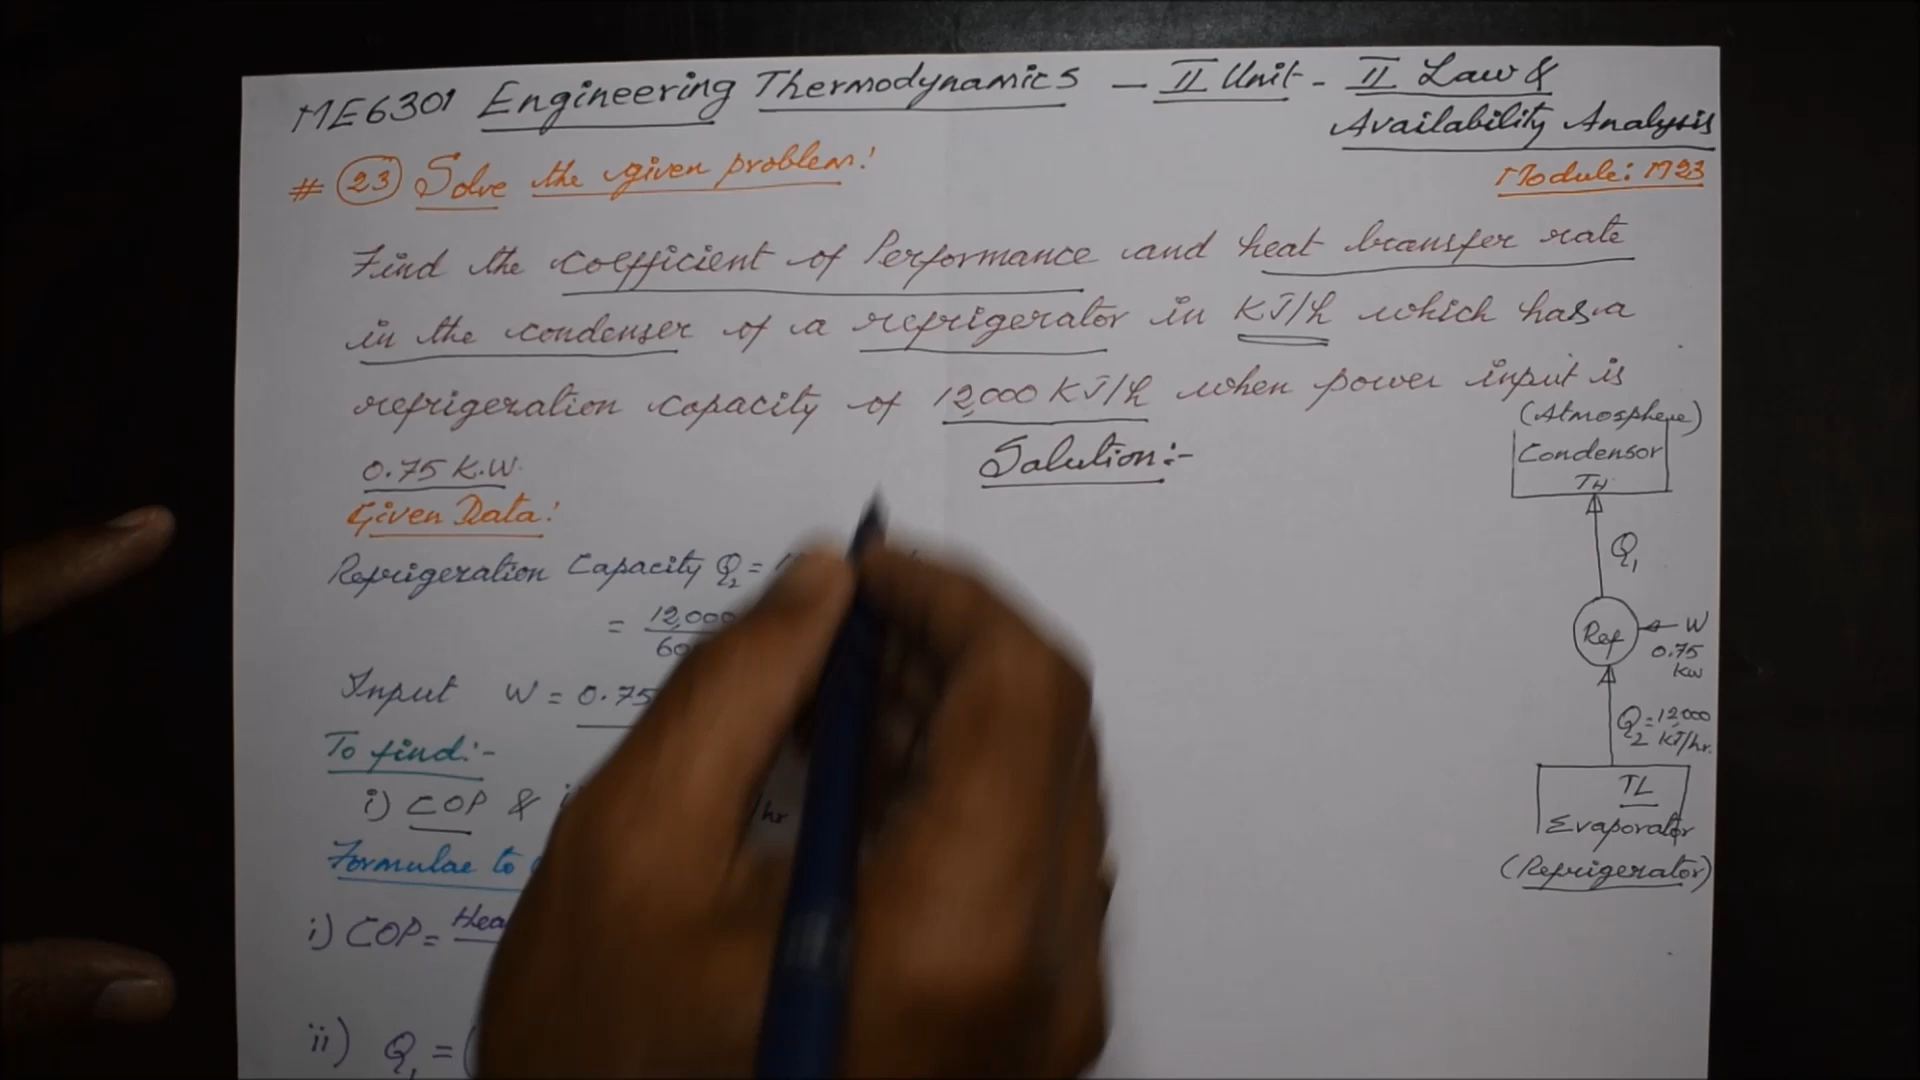 ME6301 Engineering Thermodynamics - II Unit - II Law &
Availability Analysis
# 23 Solve the given problem!
Module: M23
Find the coefficient of Performance and heat transfer rate
in the condenser of a refrigerator in KJ/h which has a
refrigeration capacity of 12,000 KJ/h when power input is
0.75 K.W.
Solution:-
Given Data!
Refrigeration Capacity Q2 =
= 12,000
Input W = 0.75
To find:-
i) COP &
/hr
Formulae to
i) COP =
ii) Q1 = (
(Atmosphere)
Condensor
TH
Q1
Ref
W
0.75
KW
Q2 = 12,000
KJ/hr.
TL
Evaporator
(Refrigerator)